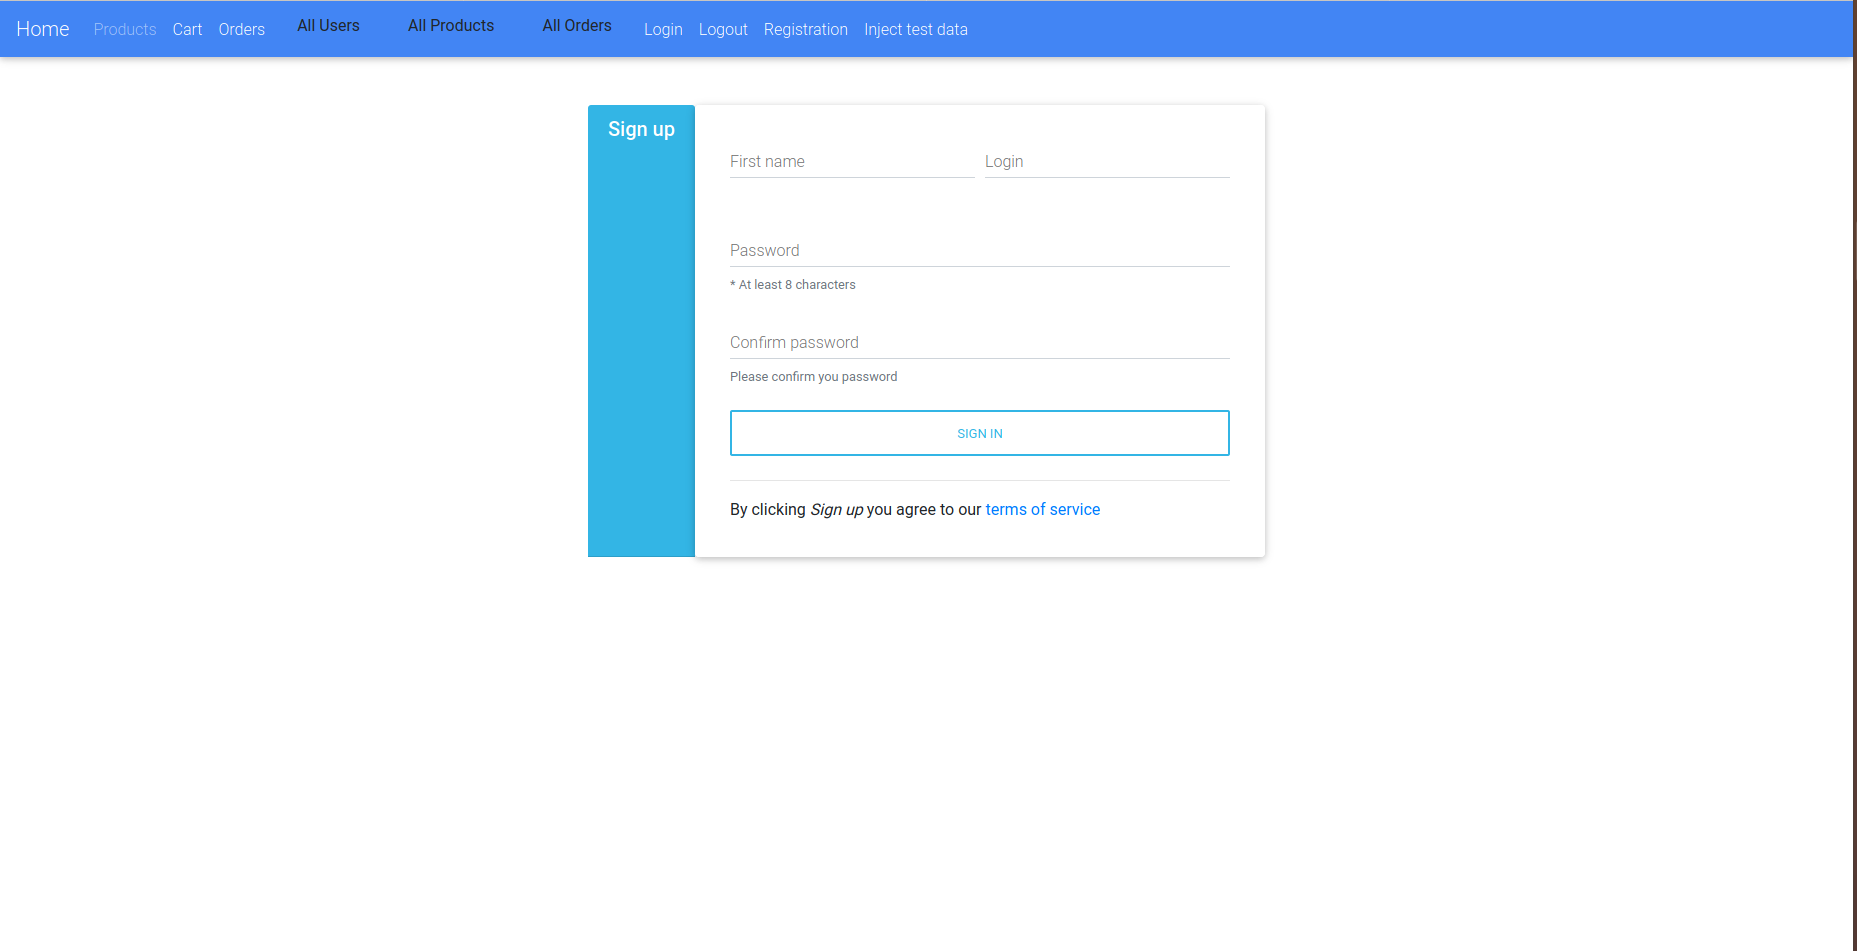 Home Products Cart Orders All Users All Products All Orders Login Logout Registration Inject test data
Sign up
First name Login
Password
* At least 8 characters
Confirm password
Please confirm you password
SIGN IN
By clicking Sign up you agree to our terms of service